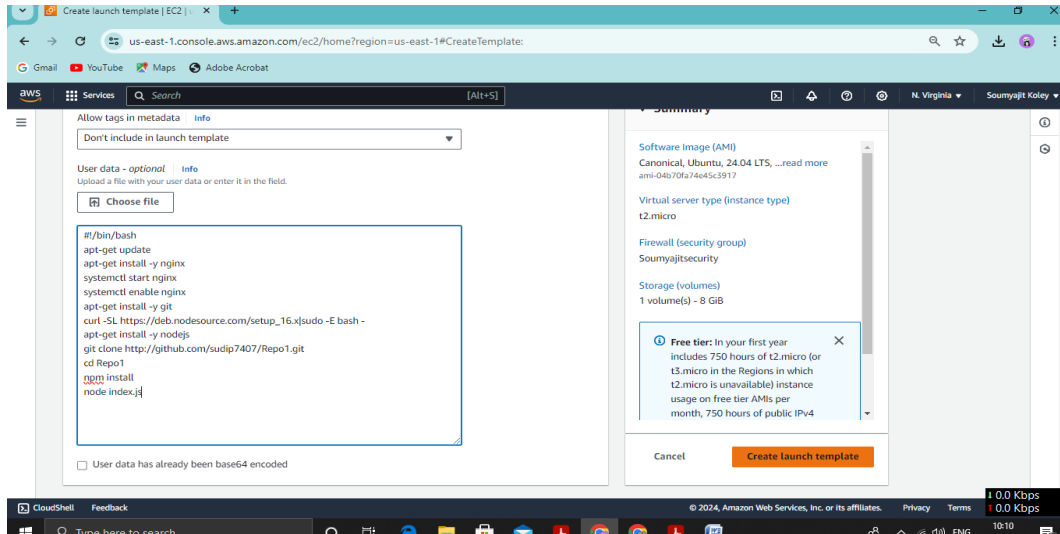 Create launch template | EC2 |
us-east-1.console.aws.amazon.com/ec2/home?region=us-east-1#CreateTemplate:
Gmail YouTube Maps Adobe Acrobat
aws Services Search [Alt+S] N. Virginia Soumyajit Koley
Allow tags in metadata Info
Don't include in launch template
User data - optional Info
Upload a file with your user data or enter it in the field.
Choose file
#!/bin/bash
apt-get update
apt-get install -y nginx
systemctl start nginx
systemctl enable nginx
apt-get install -y git
curl -SL https://deb.nodesource.com/setup_16.x|sudo -E bash -
apt-get install -y nodejs
git clone http://github.com/sudip7407/Repo1.git
cd Repo1
npm install
node index.js
User data has already been base64 encoded
Summary
Software Image (AMI)
Canonical, Ubuntu, 24.04 LTS, ...read more
ami-04b70fa74e45c3917
Virtual server type (instance type)
t2.micro
Firewall (security group)
Soumyajitsecurity
Storage (volumes)
1 volume(s) - 8 GiB
Free tier: In your first year
includes 750 hours of t2.micro (or
t3.micro in the Regions in which
t2.micro is unavailable) instance
usage on free tier AMIs per
month, 750 hours of public IPv4
Cancel Create launch template
CloudShell Feedback © 2024, Amazon Web Services, Inc. or its affiliates. Privacy Terms
0.0 Kbps
0.0 Kbps
Type here to search ENG 10:10